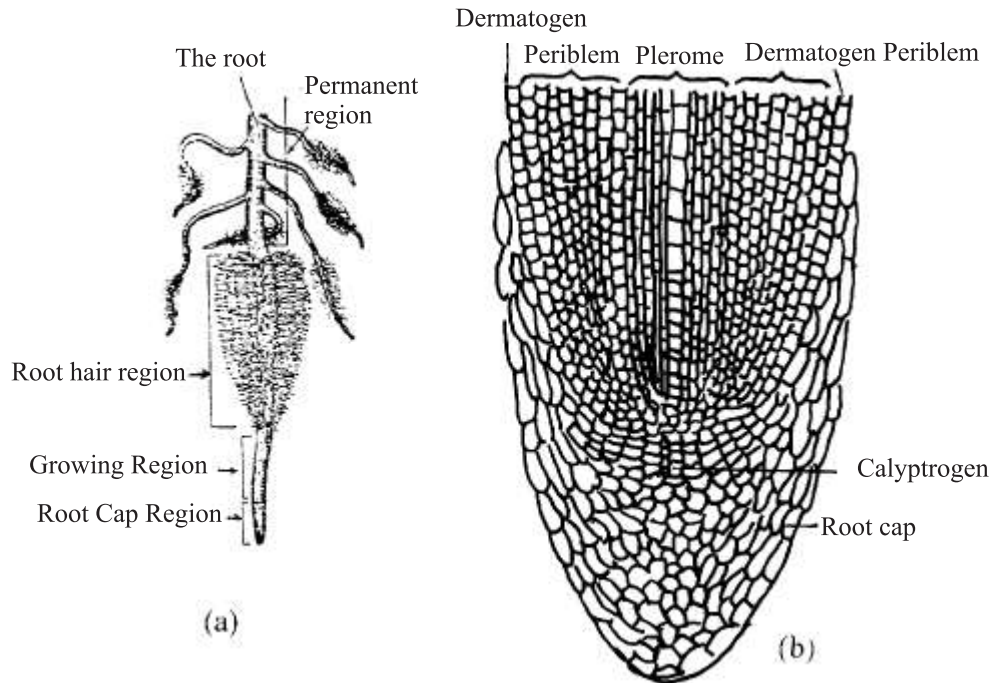 The root
Permanent
region
Root hair region
Growing Region
Root Cap Region
(a)
Dermatogen
Periblem
Plerome
Dermatogen Periblem
Calyptrogen
Root cap
(b)